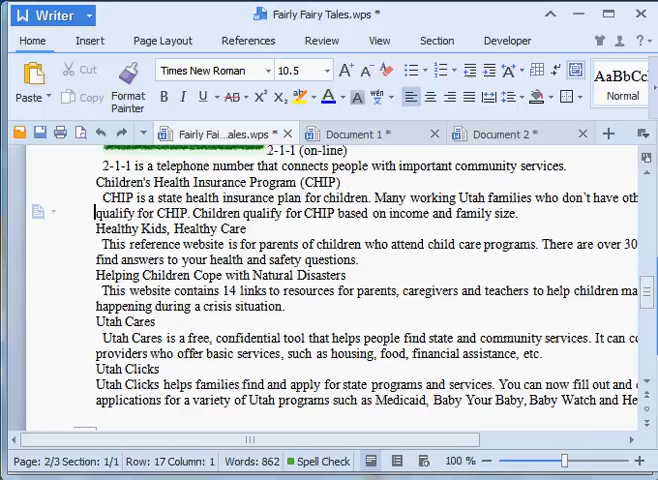 Writer
Fairly Fairy Tales.wps *
Home Insert Page Layout References Review View Section Developer
Cut
Paste
Copy
Format
Painter
Times New Roman 10.5
B I U AB X² X₂
AaBbCc
Normal
Fairly Fai...ales.wps * Document 1 * Document 2 *
2-1-1 (on-line)
2-1-1 is a telephone number that connects people with important community services.
Children's Health Insurance Program (CHIP)
CHIP is a state health insurance plan for children. Many working Utah families who don’t have oth
qualify for CHIP. Children qualify for CHIP based on income and family size.
Healthy Kids, Healthy Care
This reference website is for parents of children who attend child care programs. There are over 30
find answers to your health and safety questions.
Helping Children Cope with Natural Disasters
This website contains 14 links to resources for parents, caregivers and teachers to help children ma
happening during a crisis situation.
Utah Cares
Utah Cares is a free, confidential tool that helps people find state and community services. It can co
providers who offer basic services, such as housing, food, financial assistance, etc.
Utah Clicks
Utah Clicks helps families find and apply for state programs and services. You can now fill out and
applications for a variety of Utah programs such as Medicaid, Baby Your Baby, Baby Watch and He
Page: 2/3 Section: 1/1 Row: 17 Column: 1 Words: 862 Spell Check 100 %